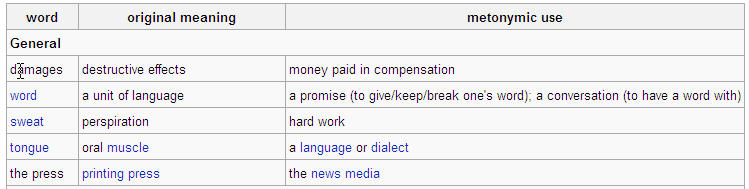 word original meaning metonymic use
General
damages destructive effects money paid in compensation
word a unit of language a promise (to give/keep/break one's word); a conversation (to have a word with)
sweat perspiration hard work
tongue oral muscle a language or dialect
the press printing press the news media